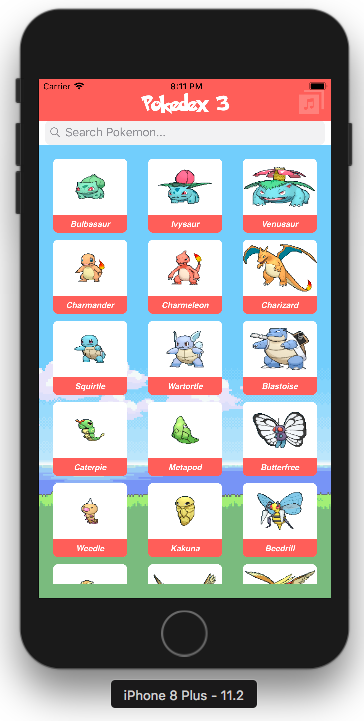 Carrier 8:11 PM
Pokedex 3
Search Pokemon...
Bulbasaur Ivysaur Venusaur
Charmander Charmeleon Charizard
Squirtle Wartortle Blastoise
Caterpie Metapod Butterfree
Weedle Kakuna Beedrill
iPhone 8 Plus - 11.2